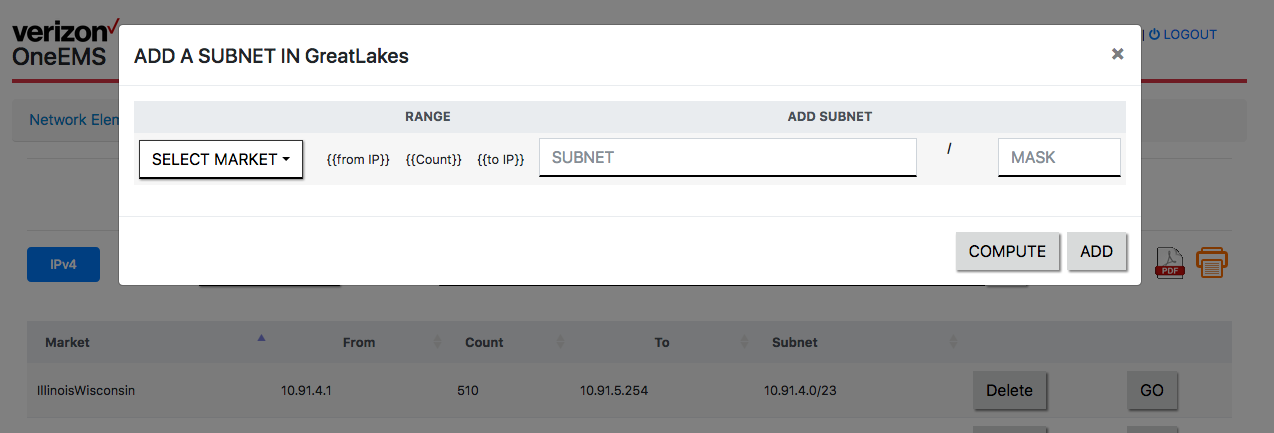 verizon✓
OneEMS
| LOGOUT
ADD A SUBNET IN GreatLakes ×
RANGE ADD SUBNET
Network Elem
SELECT MARKET {{from IP}} {{Count}} {{to IP}} SUBNET / MASK
COMPUTE ADD
IPv4 PDF
Market From Count To Subnet
IllinoisWisconsin 10.91.4.1 510 10.91.5.254 10.91.4.0/23 Delete GO